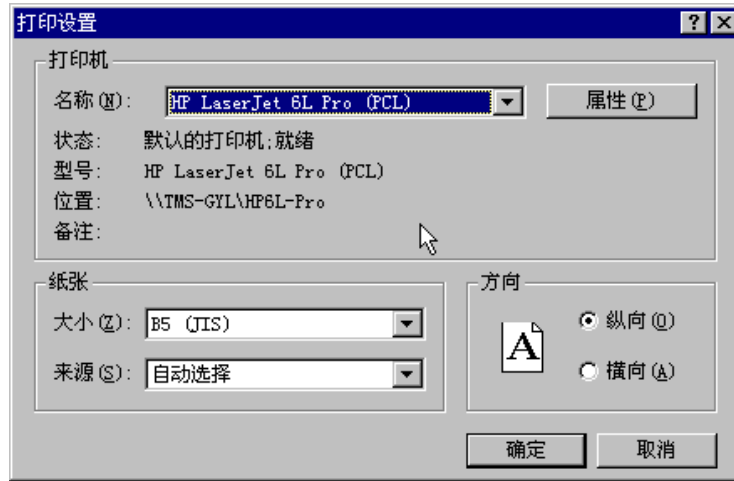 打印设置
打印机
名称(N): HP LaserJet 6L Pro (PCL) 属性(P)
状态: 默认的打印机;就绪
型号: HP LaserJet 6L Pro (PCL)
位置: \\TMS-GYL\HP6L-Pro
备注:
纸张 方向
大小(Z): B5 (JIS) 纵向(O)
A
来源(S): 自动选择 横向(A)
确定 取消